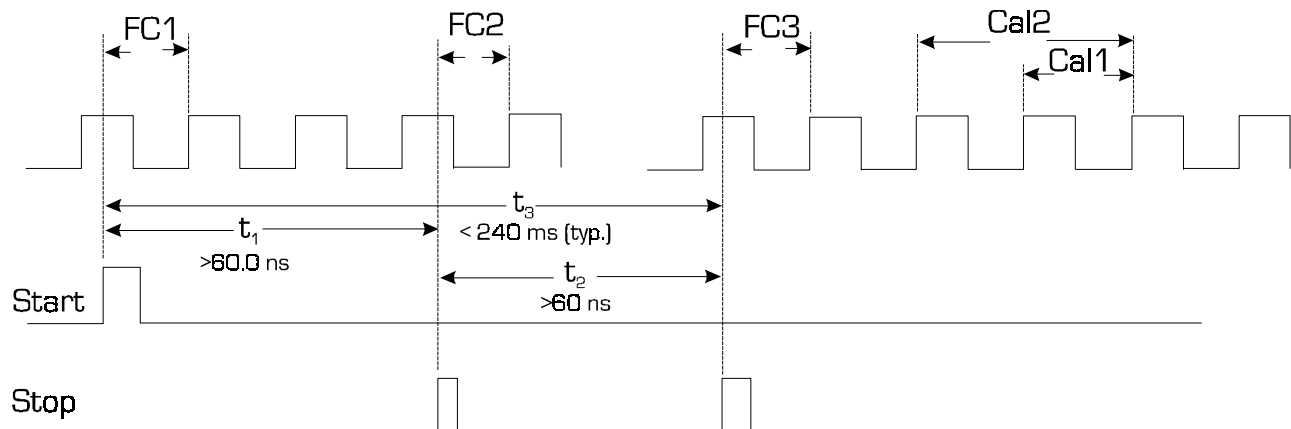 FC1
FC2
FC3
Cal2
Cal1
t₃
< 240 ms (typ.)
t₁
>60.0 ns
t₂
>60 ns
Start
Stop